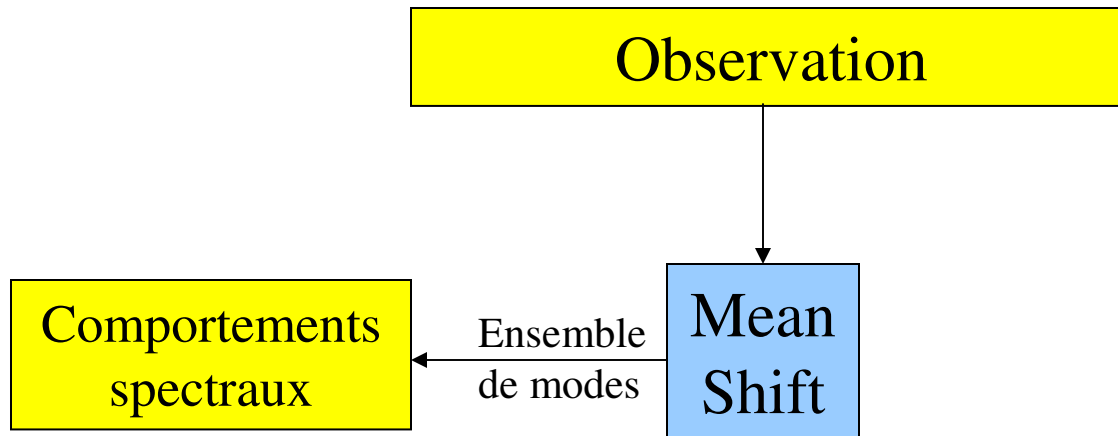 Observation
Comportements
spectraux
Ensemble
de modes
Mean
Shift